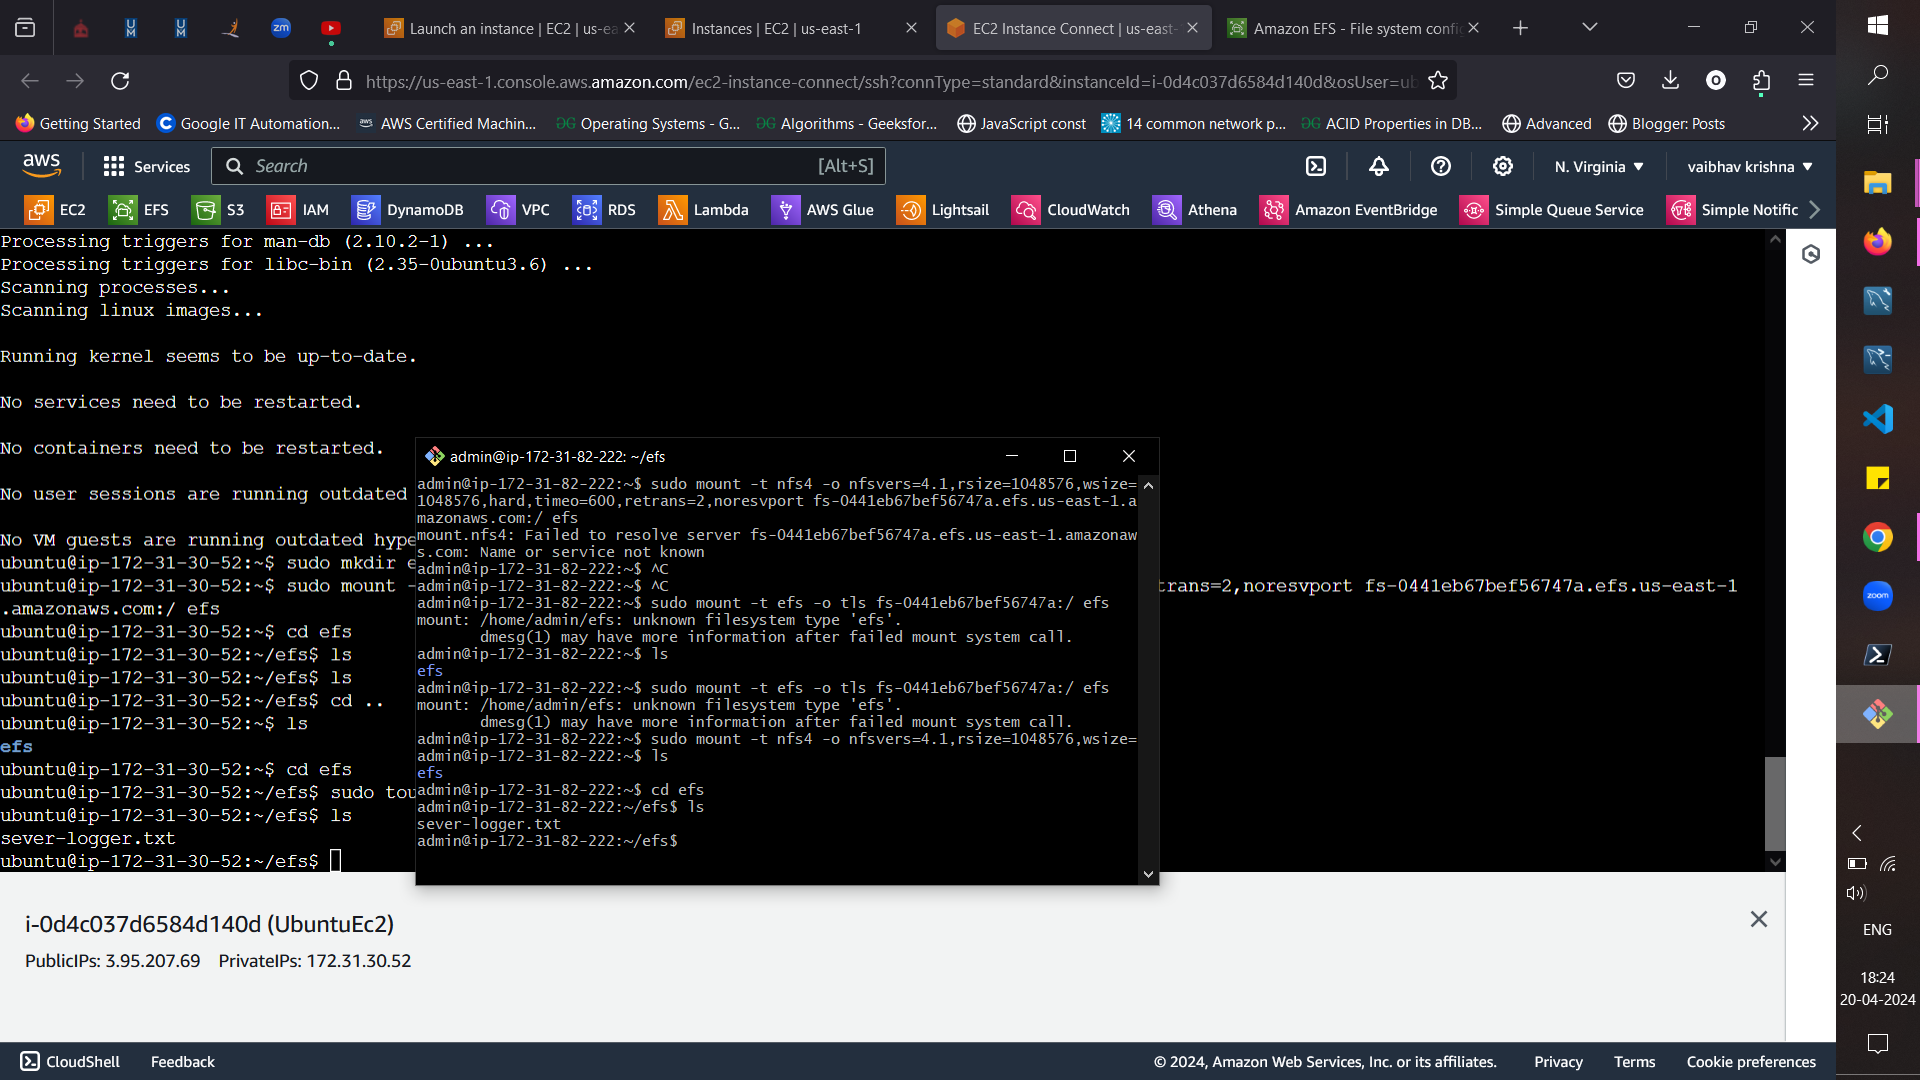 Launch an instance | EC2 | us-ea
Instances | EC2 | us-east-1
EC2 Instance Connect | us-east-
Amazon EFS - File system config
https://us-east-1.console.aws.amazon.com/ec2-instance-connect/ssh?connType=standard&instanceId=i-0d4c037d6584d140d&osUser=ub
Getting Started
Google IT Automation...
aws AWS Certified Machin...
Operating Systems - G...
Algorithms - Geeksfor...
JavaScript const
14 common network p...
ACID Properties in DB...
Advanced
Blogger: Posts
aws
Services
Search
[Alt+S]
N. Virginia
vaibhav krishna
EC2
EFS
S3
IAM
DynamoDB
VPC
RDS
Lambda
AWS Glue
Lightsail
CloudWatch
Athena
Amazon EventBridge
Simple Queue Service
Simple Notific
Processing triggers for man-db (2.10.2-1) ...
Processing triggers for libc-bin (2.35-0ubuntu3.6) ...
Scanning processes...
Scanning linux images...
Running kernel seems to be up-to-date.
No services need to be restarted.
No containers need to be restarted.
No user sessions are running outdated
No VM guests are running outdated hype
ubuntu@ip-172-31-30-52:~$ sudo mkdir e
ubuntu@ip-172-31-30-52:~$ sudo mount - trans=2,noresvport fs-0441eb67bef56747a.efs.us-east-1
.amazonaws.com:/ efs
ubuntu@ip-172-31-30-52:~$ cd efs
ubuntu@ip-172-31-30-52:~/efs$ ls
ubuntu@ip-172-31-30-52:~/efs$ ls
ubuntu@ip-172-31-30-52:~/efs$ cd ..
ubuntu@ip-172-31-30-52:~$ ls
efs
ubuntu@ip-172-31-30-52:~$ cd efs
ubuntu@ip-172-31-30-52:~/efs$ sudo tou
ubuntu@ip-172-31-30-52:~/efs$ ls
sever-logger.txt
ubuntu@ip-172-31-30-52:~/efs$
admin@ip-172-31-82-222: ~/efs
admin@ip-172-31-82-222:~$ sudo mount -t nfs4 -o nfsvers=4.1,rsize=1048576,wsize=
1048576,hard,timeo=600,retrans=2,noresvport fs-0441eb67bef56747a.efs.us-east-1.a
mazonaws.com:/ efs
mount.nfs4: Failed to resolve server fs-0441eb67bef56747a.efs.us-east-1.amazonaw
s.com: Name or service not known
admin@ip-172-31-82-222:~$ ^C
admin@ip-172-31-82-222:~$ ^C
admin@ip-172-31-82-222:~$ sudo mount -t efs -o tls fs-0441eb67bef56747a:/ efs
mount: /home/admin/efs: unknown filesystem type 'efs'.
dmesg(1) may have more information after failed mount system call.
admin@ip-172-31-82-222:~$ ls
efs
admin@ip-172-31-82-222:~$ sudo mount -t efs -o tls fs-0441eb67bef56747a:/ efs
mount: /home/admin/efs: unknown filesystem type 'efs'.
dmesg(1) may have more information after failed mount system call.
admin@ip-172-31-82-222:~$ sudo mount -t nfs4 -o nfsvers=4.1,rsize=1048576,wsize=
admin@ip-172-31-82-222:~$ ls
efs
admin@ip-172-31-82-222:~$ cd efs
admin@ip-172-31-82-222:~/efs$ ls
sever-logger.txt
admin@ip-172-31-82-222:~/efs$
i-0d4c037d6584d140d (UbuntuEc2)
PublicIPs: 3.95.207.69 PrivateIPs: 172.31.30.52
CloudShell
Feedback
© 2024, Amazon Web Services, Inc. or its affiliates.
Privacy
Terms
Cookie preferences
zoom
ENG
18:24
20-04-2024